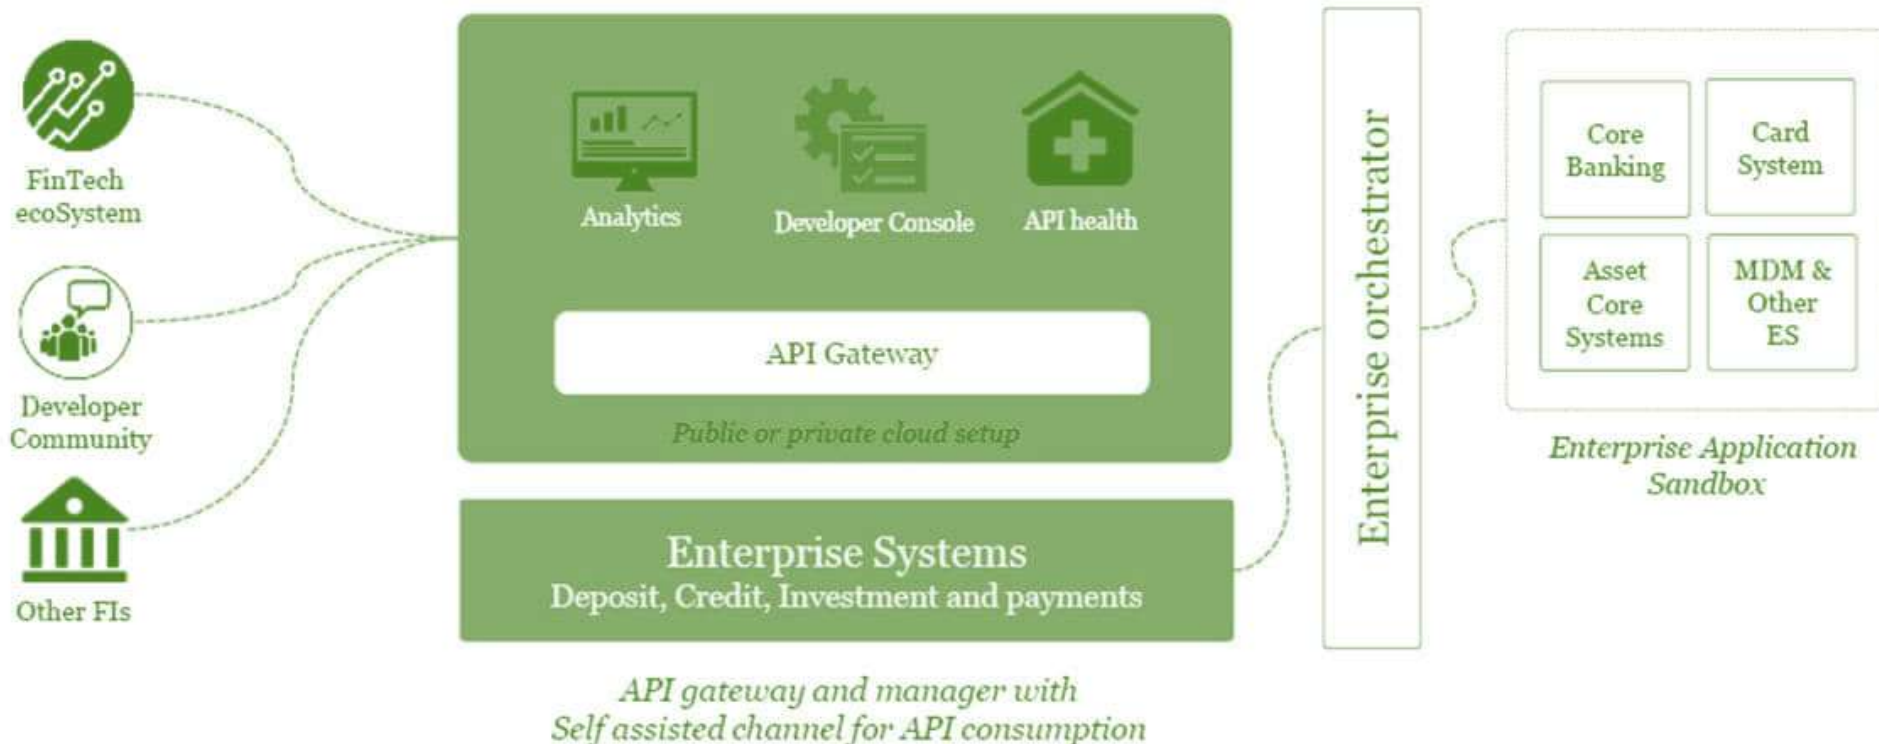 FinTech
ecoSystem
Developer
Community
Other FIs
Analytics
Developer Console
API health
API Gateway
Public or private cloud setup
Enterprise Systems
Deposit, Credit, Investment and payments
API gateway and manager with
Self assisted channel for API consumption
Enterprise orchestrator
Core
Banking
Card
System
Asset
Core
Systems
MDM &
Other
ES
Enterprise Application
Sandbox